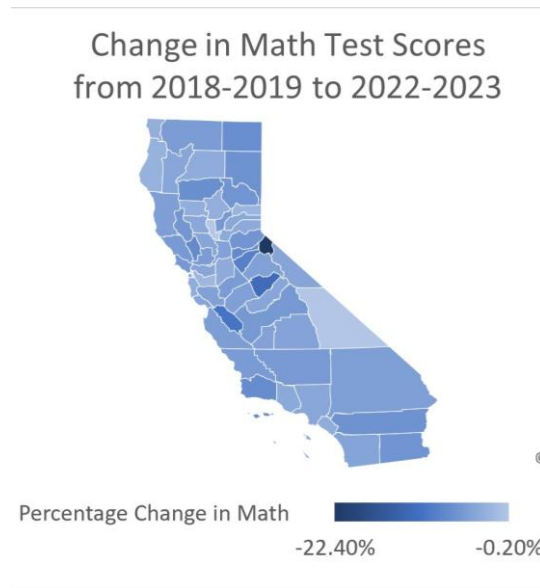 Change in Math Test Scores
from 2018-2019 to 2022-2023
Percentage Change in Math
-22.40%
-0.20%